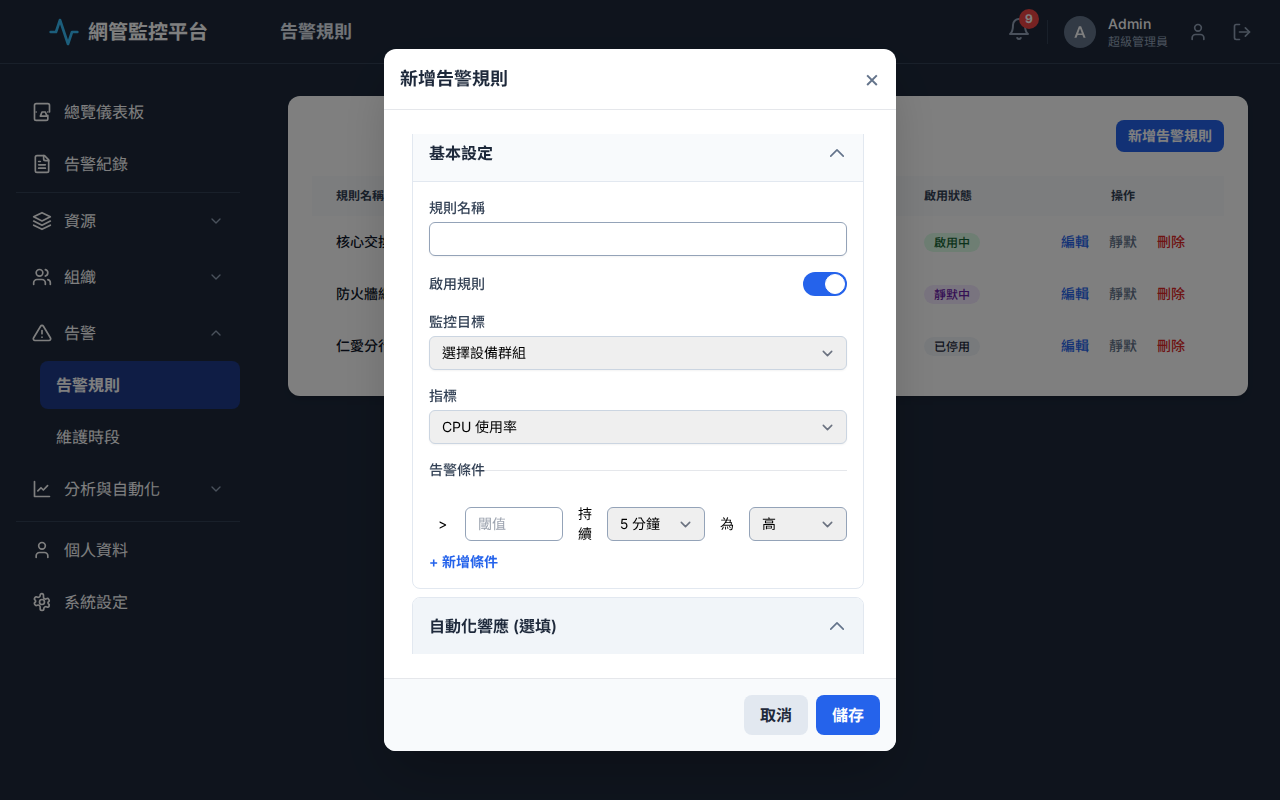 網管監控平台
告警規則
9
A
Admin
超級管理員
總覽儀表板
告警紀錄
資源
組織
告警
告警規則
維護時段
分析與自動化
個人資料
系統設定
新增告警規則
規則名稱
啟用狀態
操作
核心交
啟用中
編輯 靜默 刪除
防火牆
靜默中
編輯 靜默 刪除
仁愛分
已停用
編輯 靜默 刪除
新增告警規則
基本設定
規則名稱
啟用規則
監控目標
選擇設備群組
指標
CPU 使用率
告警條件
> 閾值 持續 5 分鐘 為 高
+ 新增條件
自動化響應 (選填)
取消 儲存